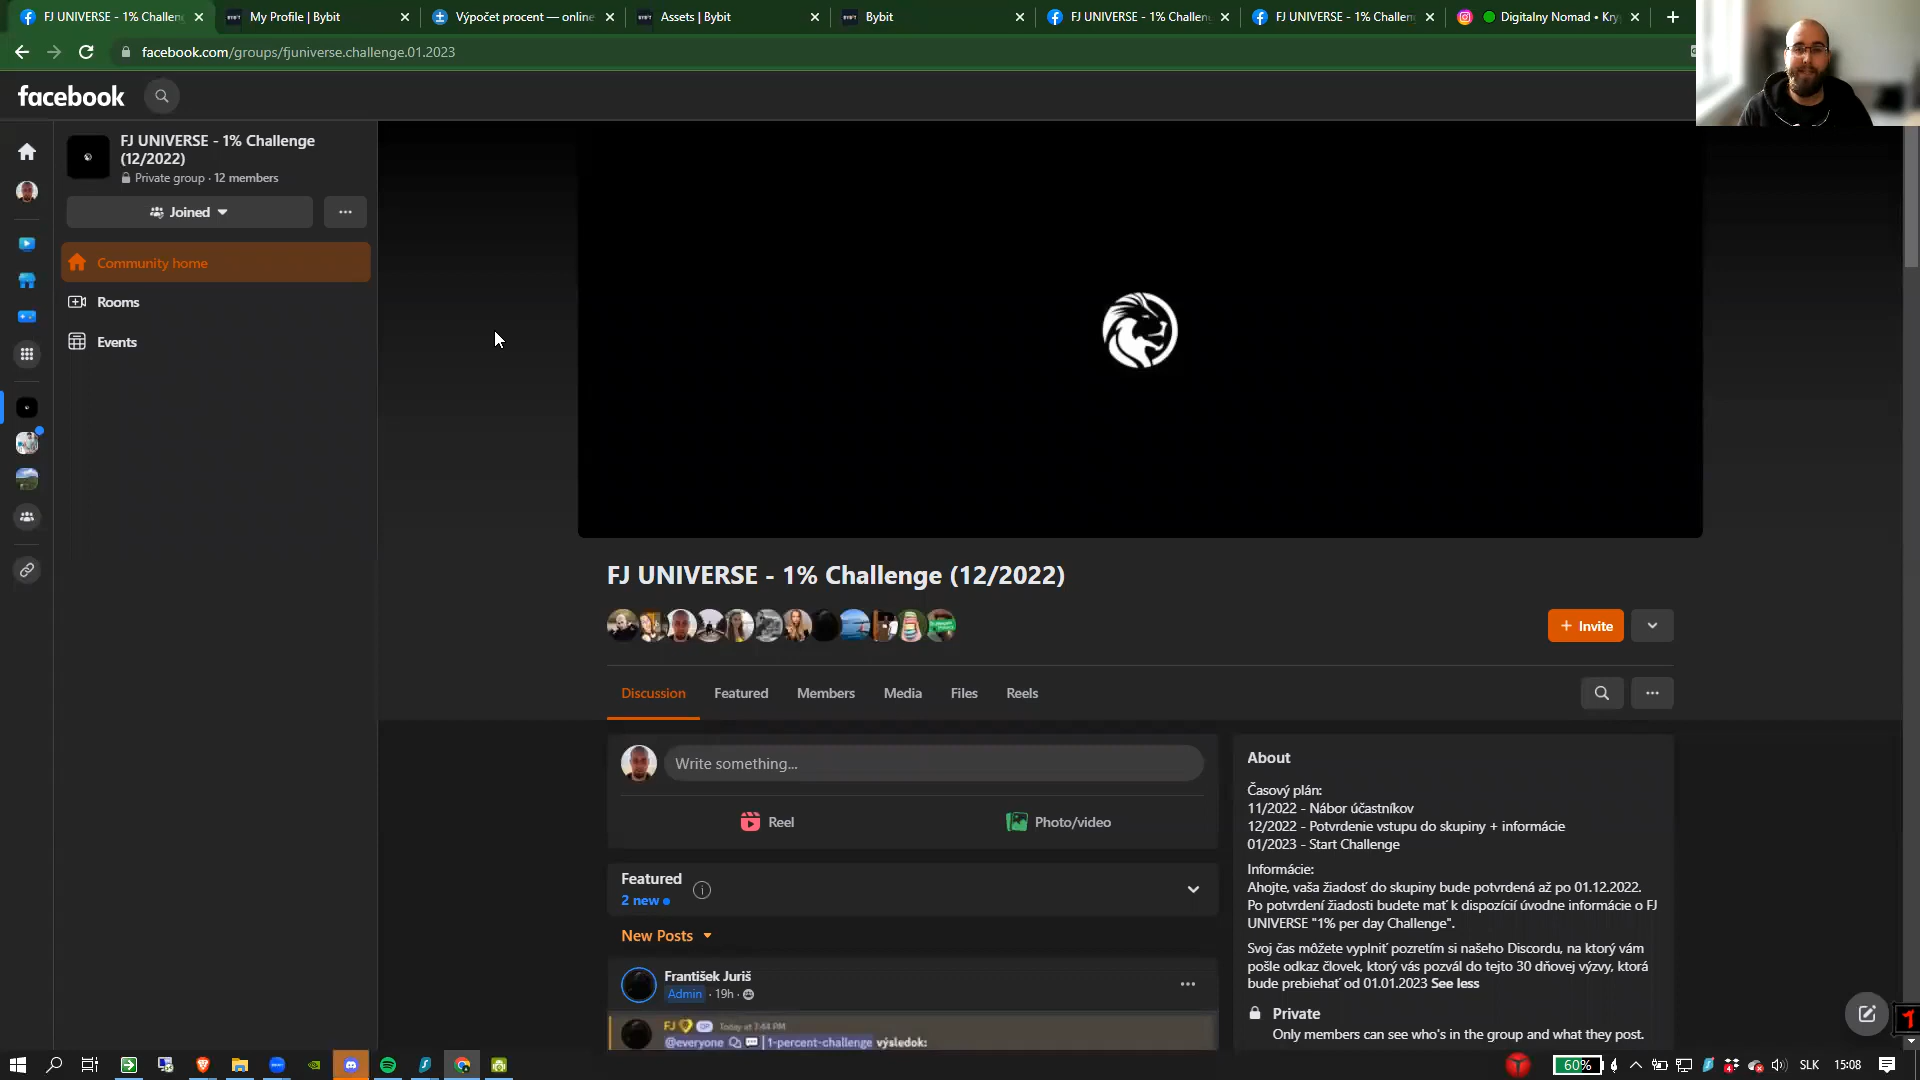 FJ UNIVERSE - 1% Challen
My Profile | Bybit
Výpočet procent — online
Assets | Bybit
Bybit
FJ UNIVERSE - 1% Challen
FJ UNIVERSE - 1% Challen
Digitalny Nomad • Kry
facebook.com/groups/fjuniverse.challenge.01.2023
facebook
FJ UNIVERSE - 1% Challenge
(12/2022)
Private group · 12 members
Joined
Community home
Rooms
Events
FJ UNIVERSE - 1% Challenge (12/2022)
+ Invite
Discussion
Featured
Members
Media
Files
Reels
Write something...
Reel
Photo/video
Featured
2 new
New Posts
František Juriš
Admin · 19h ·
FJ OP Today at 7:44 PM
@everyone | 1-percent-challenge výsledok:
About
Časový plán:
11/2022 - Nábor účastníkov
12/2022 - Potvrdenie vstupu do skupiny + informácie
01/2023 - Start Challenge
Informácie:
Ahojte, vaša žiadosť do skupiny bude potvrdená až po 01.12.2022.
Po potvrdení žiadosti budete mať k dispozícií úvodne informácie o FJ
UNIVERSE "1% per day Challenge".
Svoj čas môžete vyplniť pozretím si našeho Discordu, na ktorý vám
pošle odkaz človek, ktorý vás pozval do tejto 30 dňovej výzvy, ktorá
bude prebiehať od 01.01.2023 See less
Private
Only members can see who's in the group and what they post.
60%
SLK
15:08